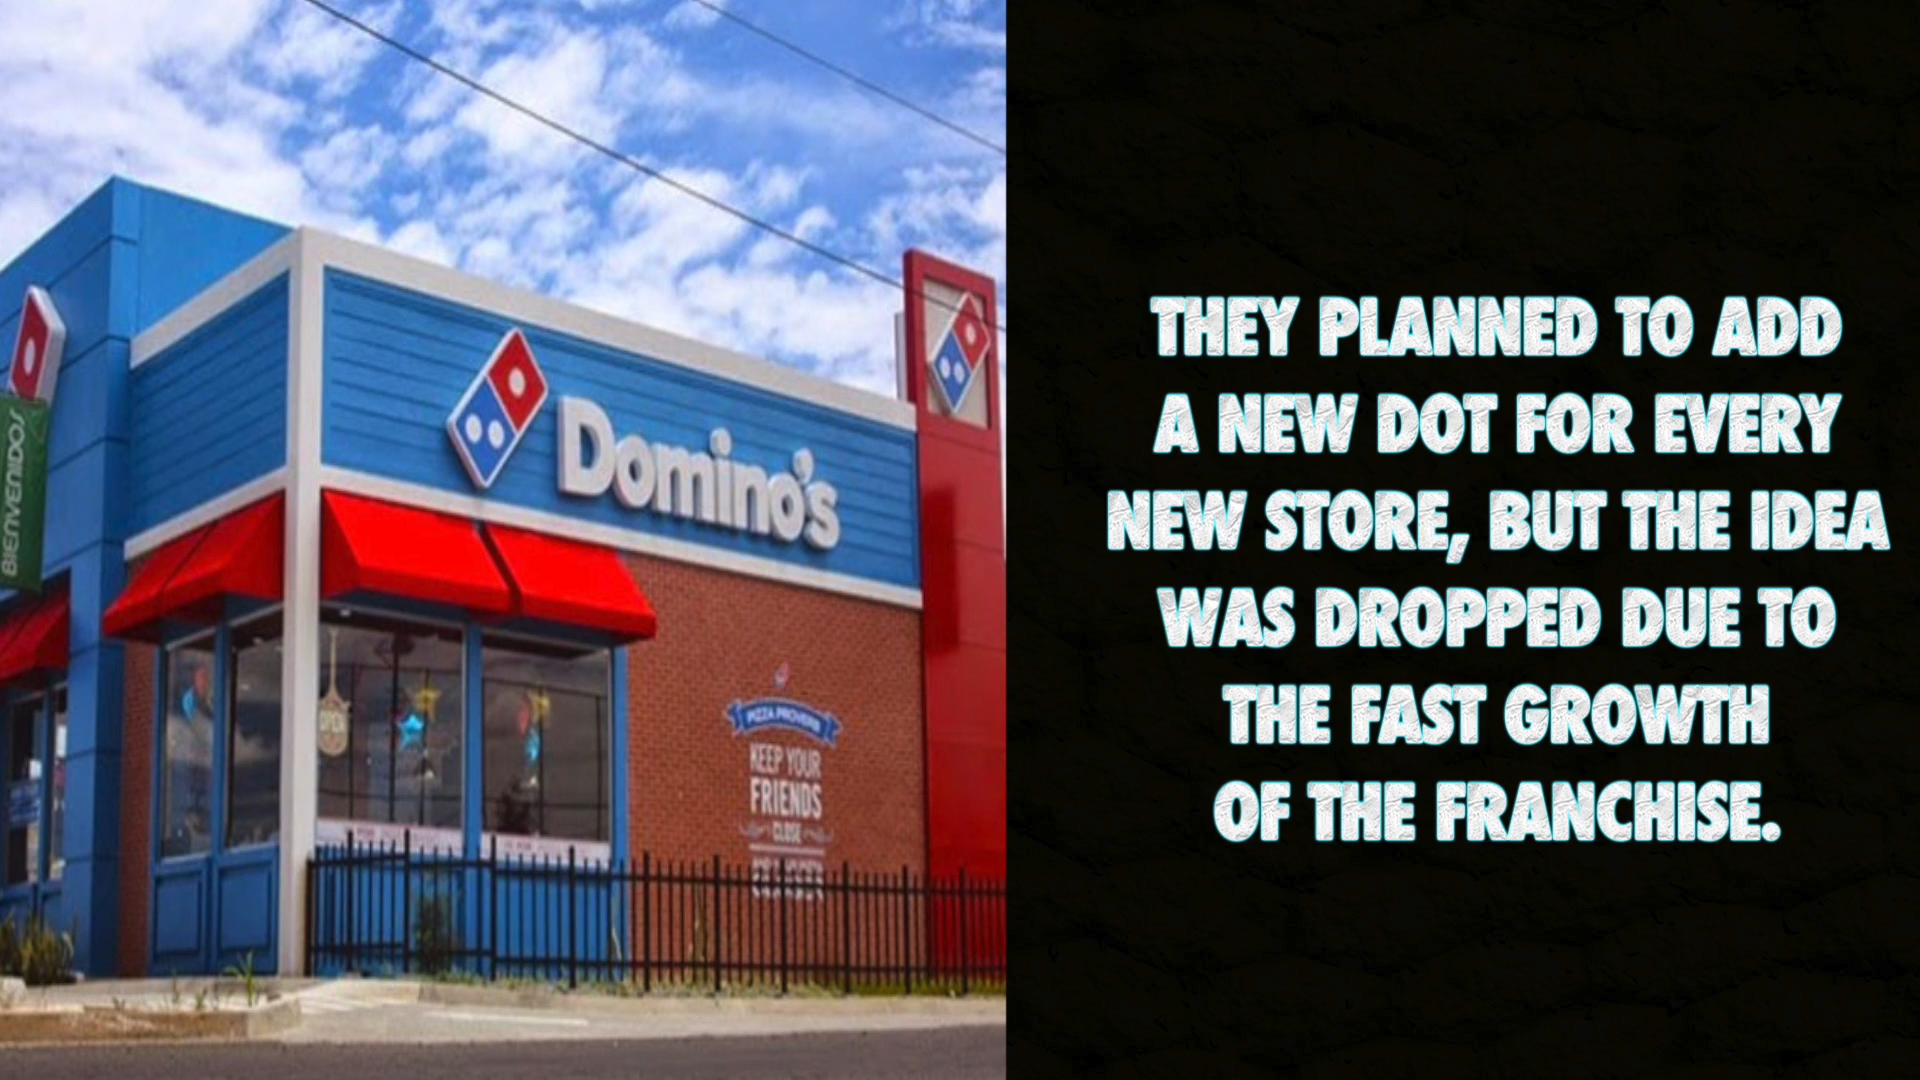 BIENVENIDOS
Domino's
OPEN
PIZZA PROVERB
KEEP YOUR
FRIENDS
CLOSE
THEY PLANNED TO ADD
A NEW DOT FOR EVERY
NEW STORE, BUT THE IDEA
WAS DROPPED DUE TO
THE FAST GROWTH
OF THE FRANCHISE.